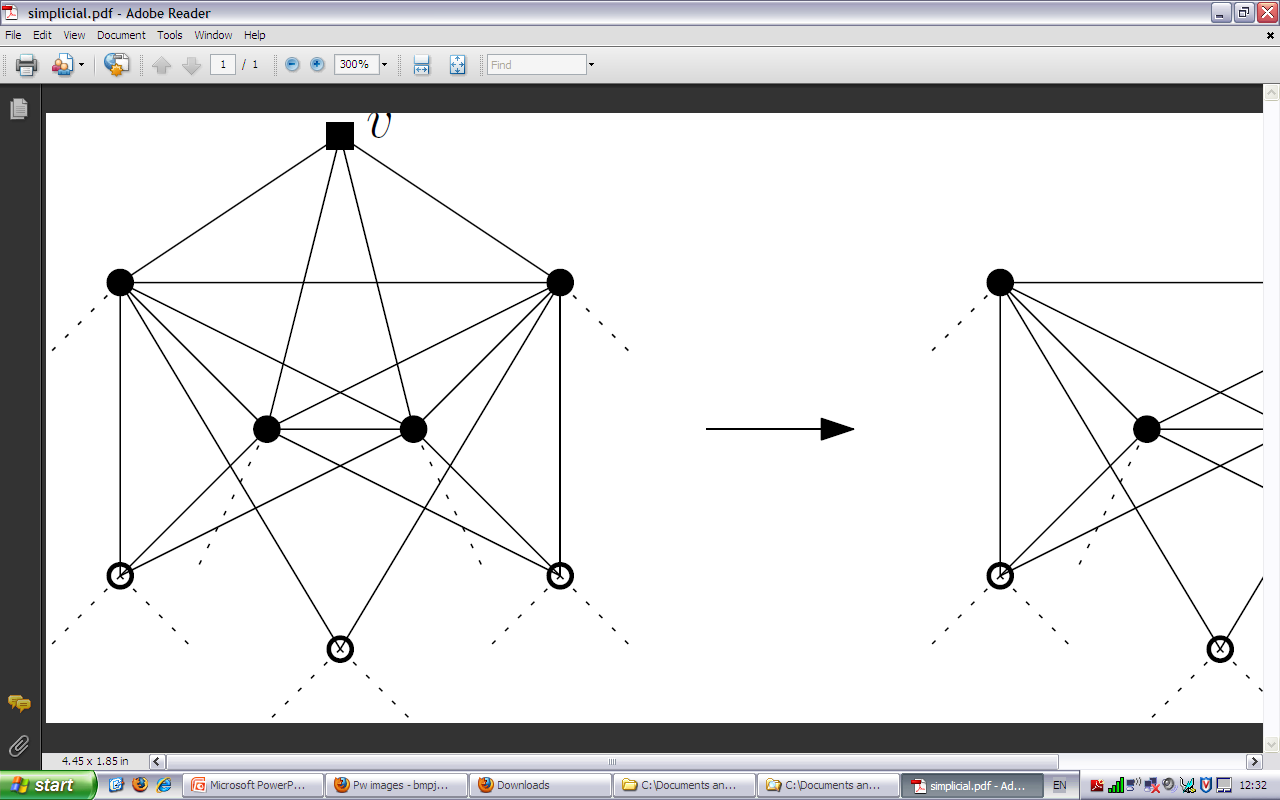 simplicial.pdf - Adobe Reader
File Edit View Document Tools Window Help
1 / 1 300% Find
v
4.45 x 1.85 in
start Microsoft PowerP... Pw images - bmpj... Downloads C:\Documents an... C:\Documents an... simplicial.pdf - Ad... EN 12:32